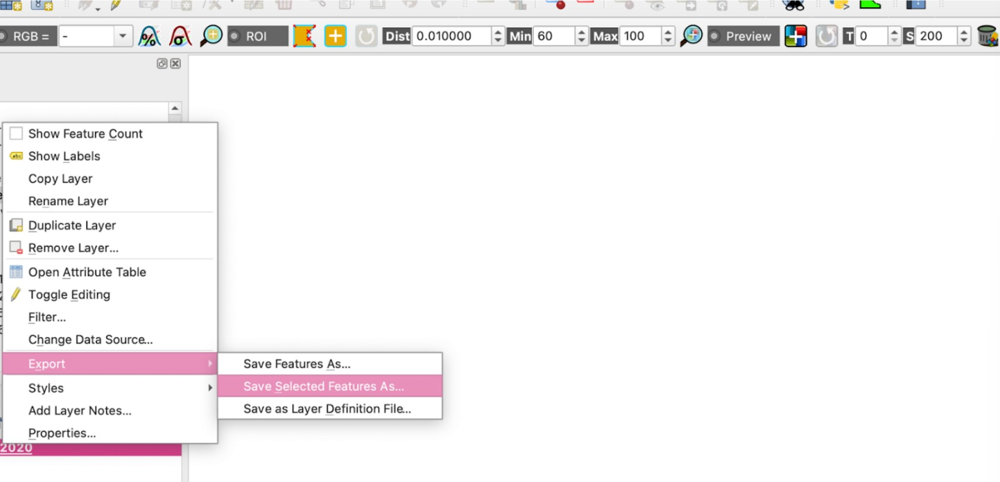 RGB = - % σ ROI Dist 0.010000 Min 60 Max 100 Preview T 0 S 200
Show Feature Count
abc Show Labels
Copy Layer
Rename Layer
Duplicate Layer
Remove Layer...
Open Attribute Table
Toggle Editing
Filter...
Change Data Source...
Export
Save Features As...
Styles
Save Selected Features As...
Add Layer Notes...
Save as Layer Definition File...
Properties...
2020